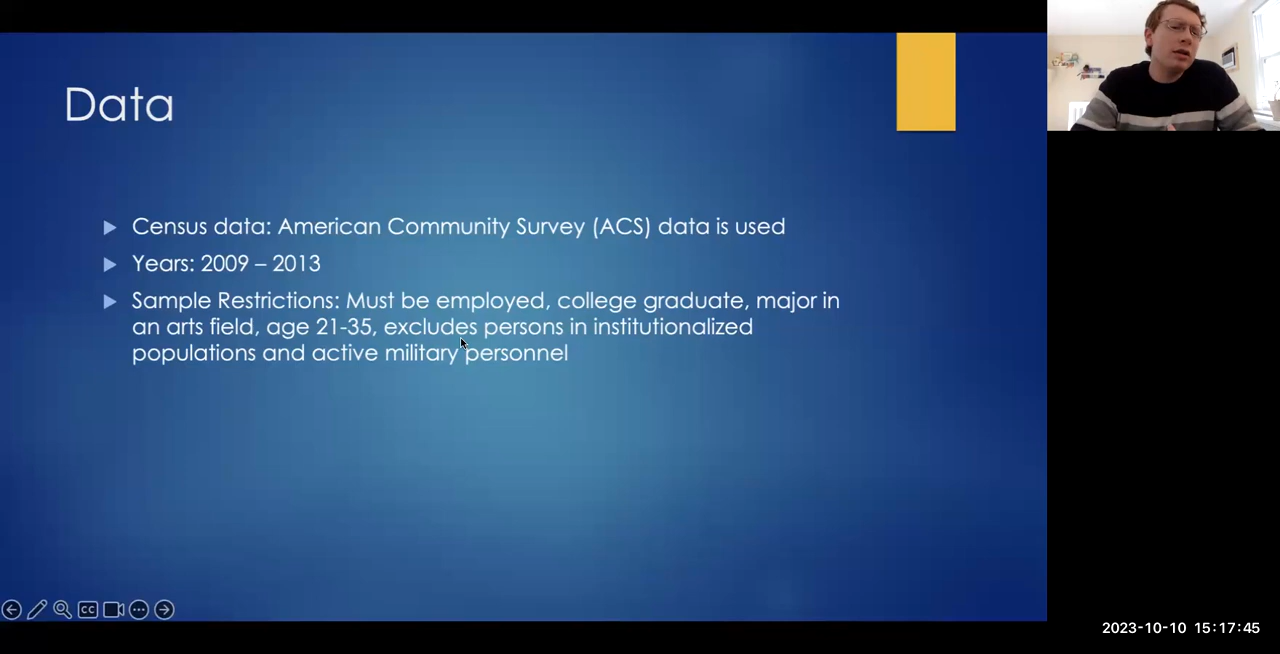 Data
Census data: American Community Survey (ACS) data is used
Years: 2009 – 2013
Sample Restrictions: Must be employed, college graduate, major in
an arts field, age 21-35, excludes persons in institutionalized
populations and active military personnel
CC
2023-10-10 15:17:45